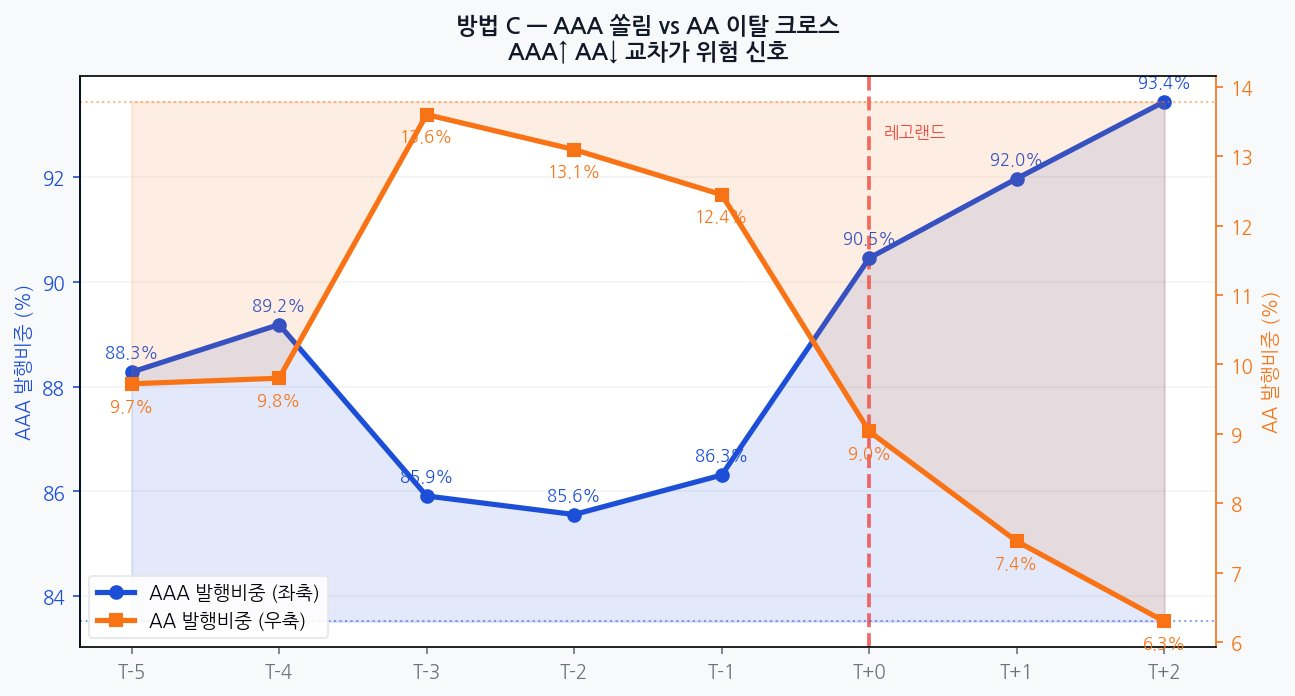 방법 C — AAA 쏠림 vs AA 이탈 크로스
AAA↑ AA↓ 교차가 위험 신호
93.4%
14
레고랜드
13.6%
92.0%
13
13.1%
92
12.4%
12
90.5%
90
89.2%
11
88.3%
AAA 발행비중 (%)
AA 발행비중 (%)
10
88
9.7%
9.8%
86.3%
9.0%
9
85.9%
85.6%
86
8
7.4%
7
84
AAA 발행비중 (좌축)
AA 발행비중 (우축)
6.3%
6
T-5
T-4
T-3
T-2
T-1
T+0
T+1
T+2